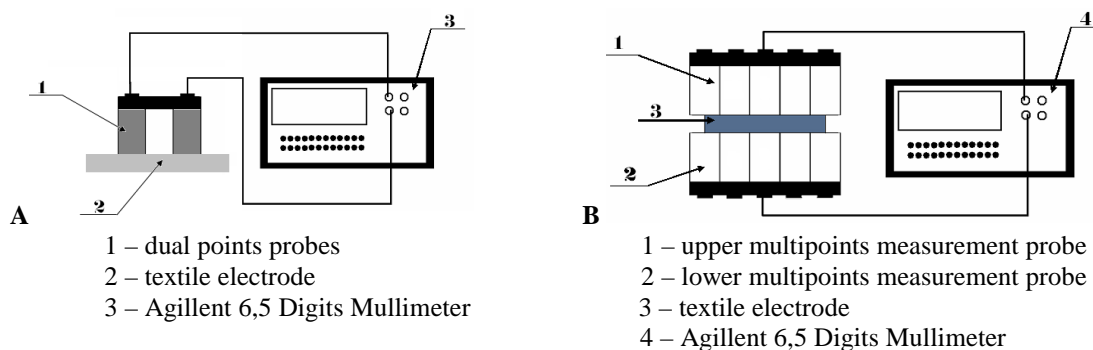 1
2
3
A
1 – dual points probes
2 – textile electrode
3 – Agillent 6,5 Digits Mullimeter
1
3
2
4
B
1 – upper multipoints measurement probe
2 – lower multipoints measurement probe
3 – textile electrode
4 – Agillent 6,5 Digits Mullimeter